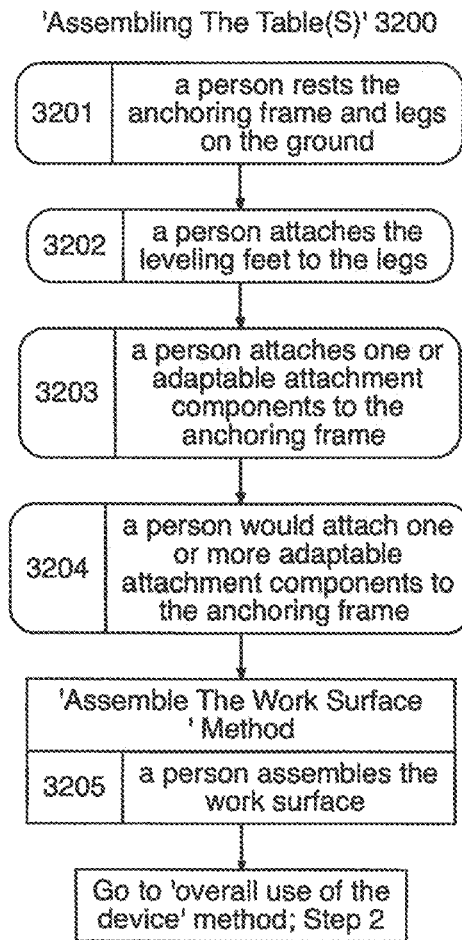 'Assembling The Table(S)' 3200
3201
a person rests the
anchoring frame and legs
on the ground
3202
a person attaches the
leveling feet to the legs
3203
a person attaches one or
adaptable attachment
components to the
anchoring frame
3204
a person would attach one
or more adaptable
attachment components to
the anchoring frame
'Assemble The Work Surface
' Method
3205
a person assembles the
work surface
Go to 'overall use of the
device' method; Step 2